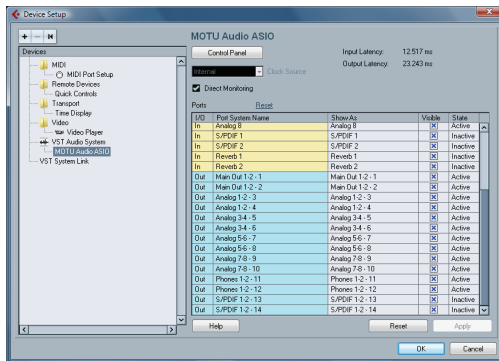 Device Setup
Devices
MIDI
MIDI Port Setup
Remote Devices
Quick Controls
Transport
Time Display
Video
Video Player
VST Audio System
MOTU Audio ASIO
VST System Link
MOTU Audio ASIO
Control Panel
Input Latency: 12.517 ms
Output Latency: 23.243 ms
Internal Clock Source
Direct Monitoring
Ports Reset
I/O Port System Name Show As Visible State
In Analog 8 Analog 8 Active
In S/PDIF 1 S/PDIF 1 Inactive
In S/PDIF 2 S/PDIF 2 Inactive
In Reverb 1 Reverb 1 Inactive
In Reverb 2 Reverb 2 Inactive
Out Main Out 1-2 - 1 Main Out 1-2 - 1 Active
Out Main Out 1-2 - 2 Main Out 1-2 - 2 Active
Out Analog 1-2 - 3 Analog 1-2 - 3 Active
Out Analog 1-2 - 4 Analog 1-2 - 4 Active
Out Analog 3-4 - 5 Analog 3-4 - 5 Active
Out Analog 3-4 - 6 Analog 3-4 - 6 Active
Out Analog 5-6 - 7 Analog 5-6 - 7 Active
Out Analog 5-6 - 8 Analog 5-6 - 8 Active
Out Analog 7-8 - 9 Analog 7-8 - 9 Active
Out Analog 7-8 - 10 Analog 7-8 - 10 Active
Out Phones 1-2 - 11 Phones 1-2 - 11 Active
Out Phones 1-2 - 12 Phones 1-2 - 12 Active
Out S/PDIF 1-2 - 13 S/PDIF 1-2 - 13 Inactive
Out S/PDIF 1-2 - 14 S/PDIF 1-2 - 14 Inactive
Help Reset Apply
OK Cancel